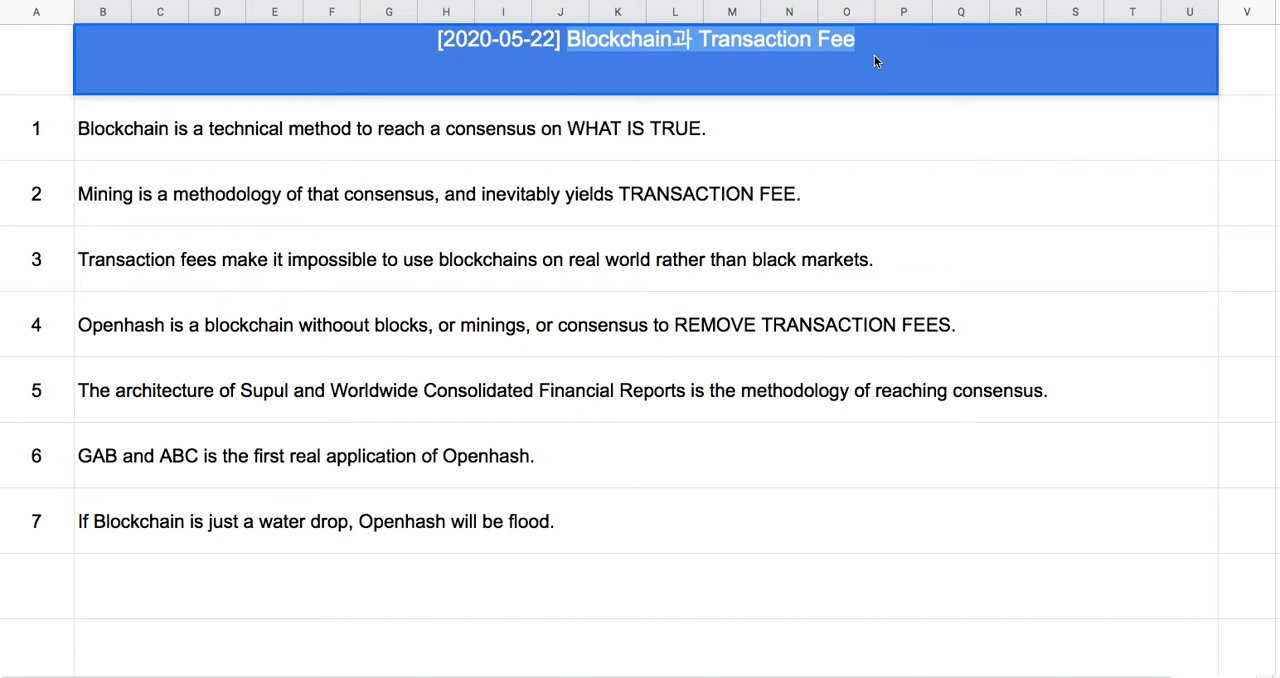 A B C D E F G H I J K L M N O P Q R S T U V
[2020-05-22] Blockchain과 Transaction Fee
1 Blockchain is a technical method to reach a consensus on WHAT IS TRUE.
2 Mining is a methodology of that consensus, and inevitably yields TRANSACTION FEE.
3 Transaction fees make it impossible to use blockchains on real world rather than black markets.
4 Openhash is a blockchain withoout blocks, or minings, or consensus to REMOVE TRANSACTION FEES.
5 The architecture of Supul and Worldwide Consolidated Financial Reports is the methodology of reaching consensus.
6 GAB and ABC is the first real application of Openhash.
7 If Blockchain is just a water drop, Openhash will be flood.